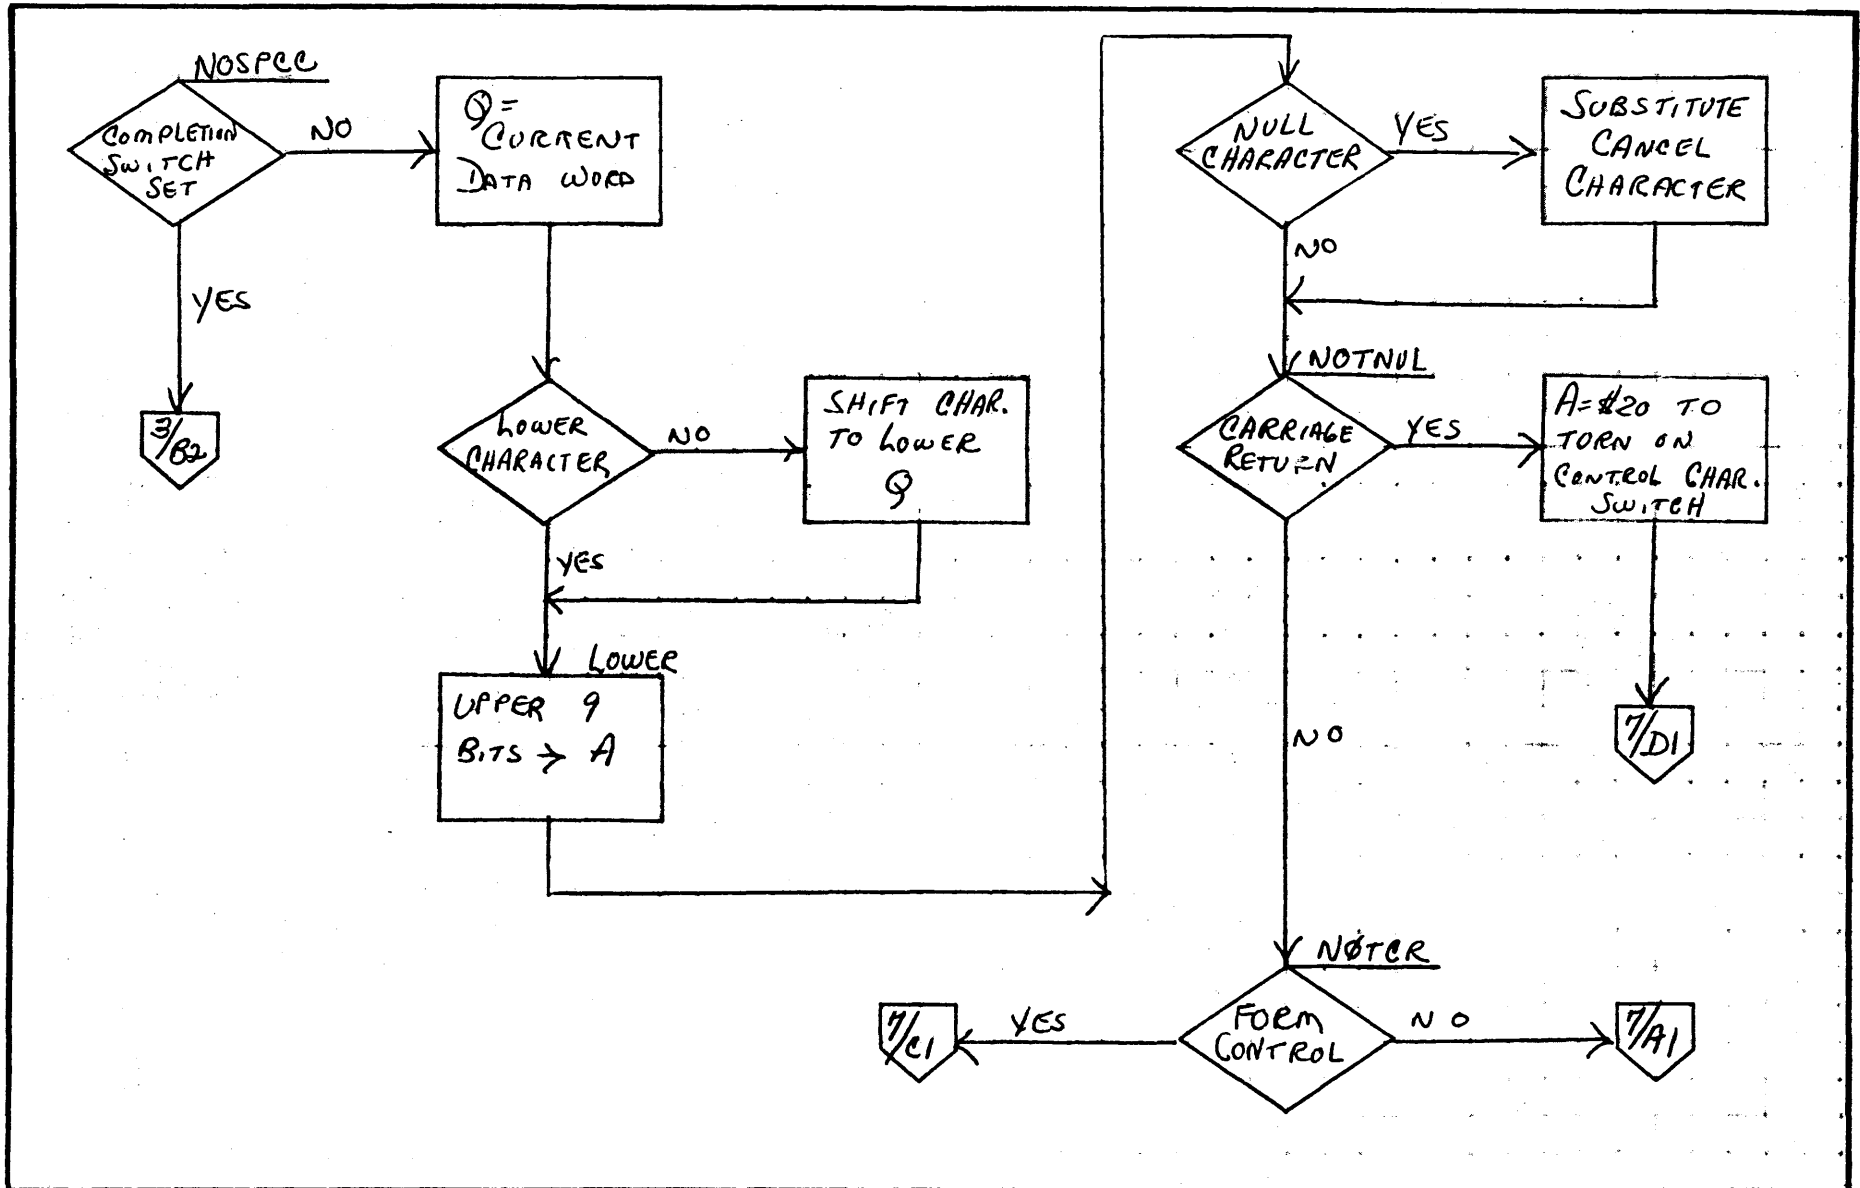 NOSPCC
COMPLETION
SWITCH
SET
NO
YES
3/B2
Q=
CURRENT
DATA WORD
LOWER
CHARACTER
NO
YES
SHIFT CHAR.
TO LOWER
Q
LOWER
UPPER 9
BITS → A
NULL
CHARACTER
YES
NO
SUBSTITUTE
CANCEL
CHARACTER
NOTNUL
CARRIAGE
RETURN
YES
NO
A=$20 TO
TORN ON
CONTROL CHAR.
SWITCH
7/D1
NØTCR
FORM
CONTROL
YES
7/C1
NO
7/A1